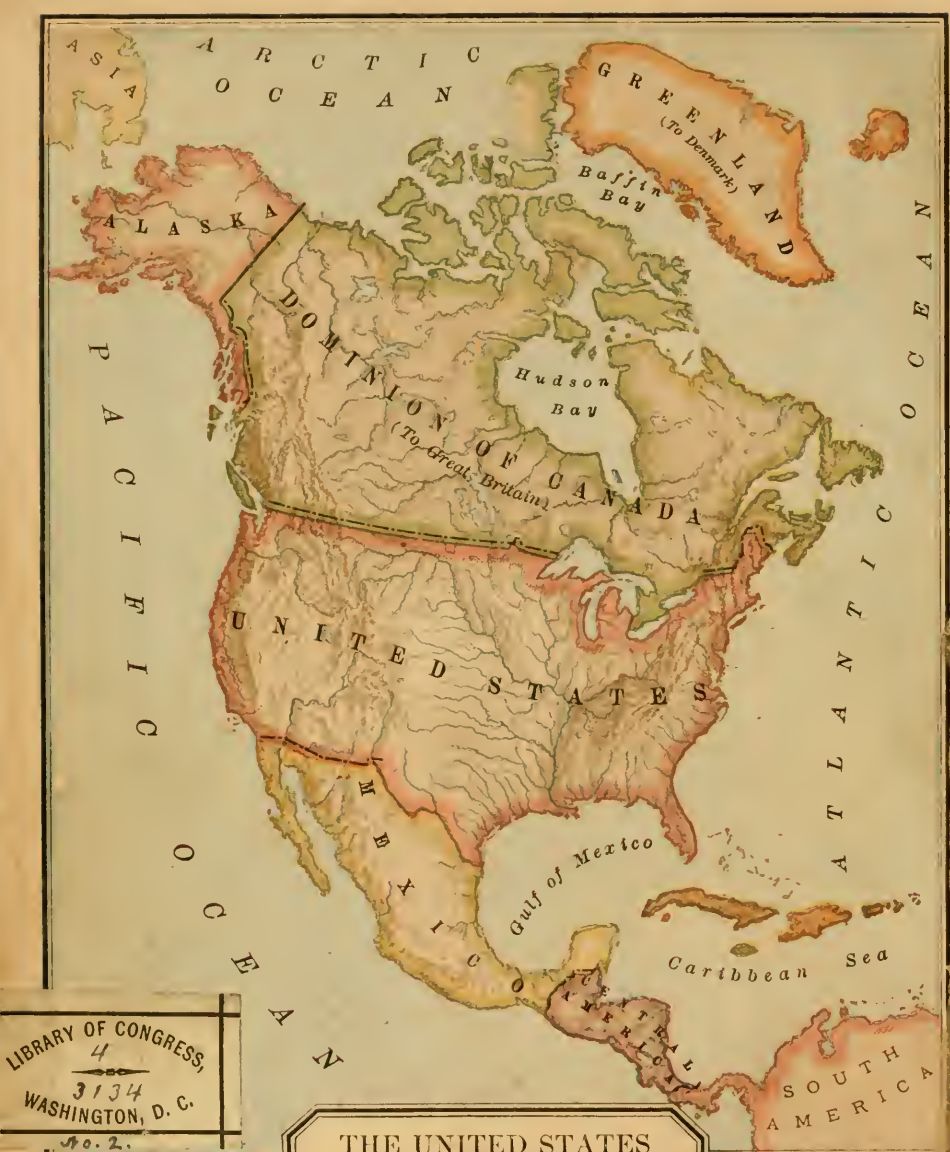 ASIA
ARCTIC
OCEAN
GREENLAND
(To Denmark)
Baffin
Bay
ALASKA
DOMINION OF CANADA
(To Great Britain)
Hudson
Bay
PACIFIC
OCEAN
ATLANTIC
OCEAN
UNITED STATES
MEXICO
Gulf of Mexico
Caribbean Sea
CENTRAL
AMERICA
SOUTH
AMERICA
LIBRARY OF CONGRESS,
4
3134
WASHINGTON, D. C.
No. 2.
THE UNITED STATES